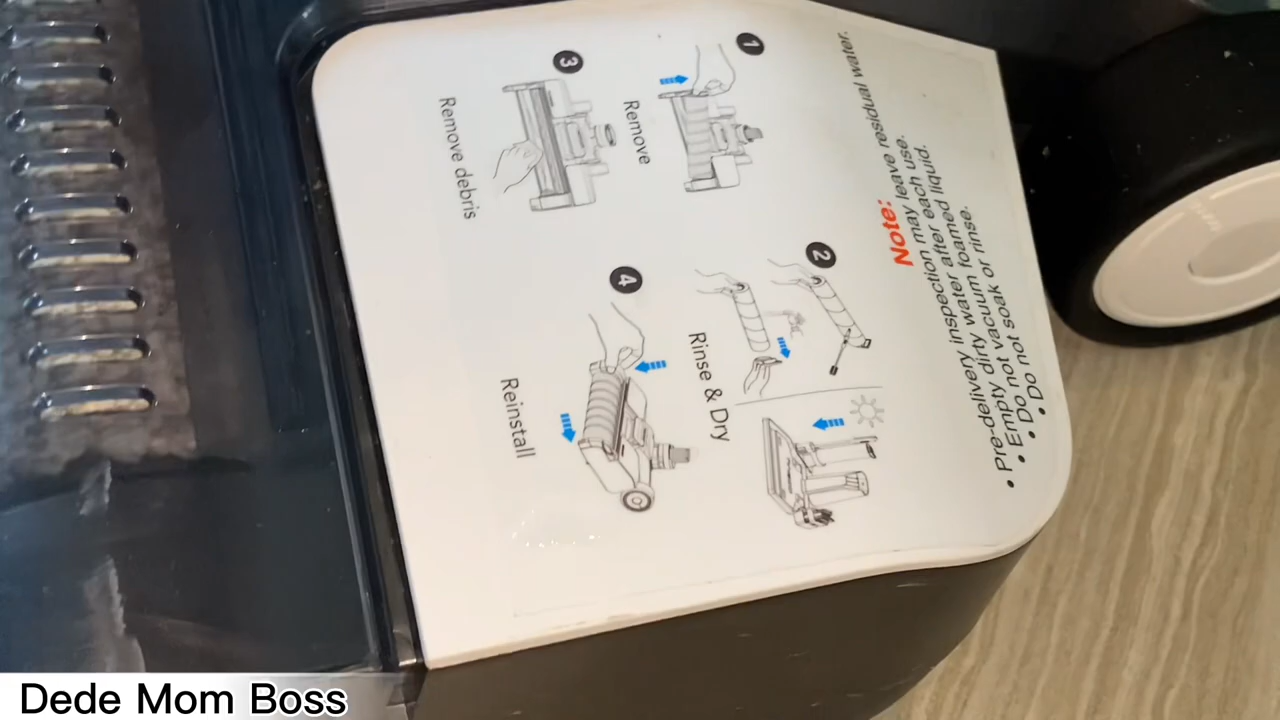 Note:
• Pre-delivery inspection may leave residual water.
• Empty dirty water after each use.
• Do not vacuum foamed liquid.
• Do not soak or rinse.
1
Remove
2
Rinse & Dry
3
Remove debris
4
Reinstall
Dede Mom Boss